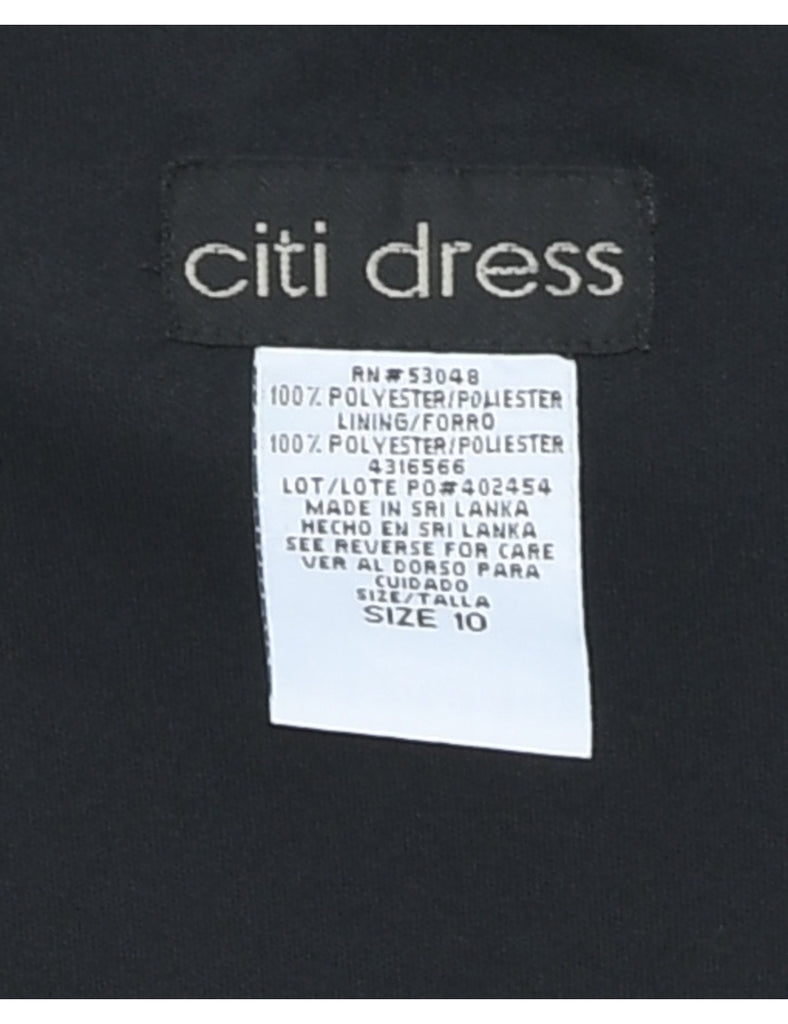 citi dress
RN#53048
100% POLYESTER/POLIESTER
LINING/FORRO
100% POLYESTER/POLIESTER
4316566
LOT/LOTE PO#402454
MADE IN SRI LANKA
HECHO EN SRI LANKA
SEE REVERSE FOR CARE
VER AL DORSO PARA
CUIDADO
SIZE/TALLA
SIZE 10